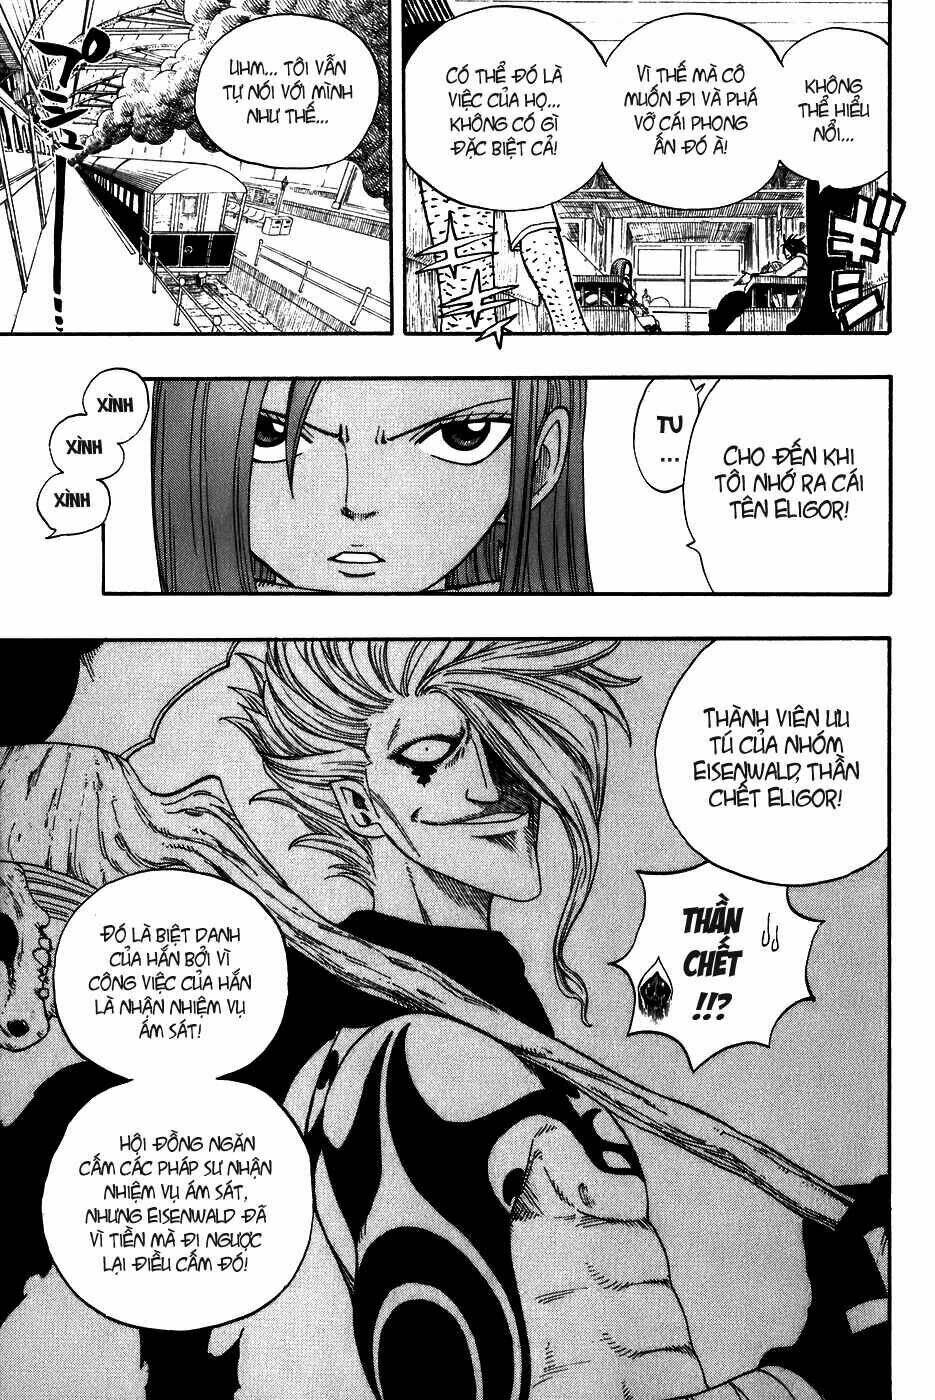 KHÔNG
THỂ HIỂU
NỔI...
VÌ THẾ MÀ CÔ
MUỐN ĐI VÀ PHÁ
VỠ CÁI PHONG
ẤN ĐÓ À!
CÓ THỂ ĐÓ LÀ
VIỆC CỦA HỌ...
KHÔNG CÓ GÌ
ĐẶC BIỆT CẢ!
UHM... TÔI VẪN
TỰ NÓI VỚI MÌNH
NHƯ THẾ...
プシュー
CHO ĐẾN KHI
TÔI NHỚ RA CÁI
TÊN ELIGOR!
TU
...
XÌNH
XÌNH
XÌNH
THÀNH VIÊN ƯU
TÚ CỦA NHÓM
EISENWALD, THẦN
CHẾT ELIGOR!
THẦN
CHẾT
!!?
ĐÓ LÀ BIỆT DANH
CỦA HẮN BỞI VÌ
CÔNG VIỆC CỦA HẮN
LÀ NHẬN NHIỆM VỤ
ÁM SÁT!
HỘI ĐỒNG NGĂN
CẤM CÁC PHÁP SƯ NHẬN
NHIỆM VỤ ÁM SÁT,
NHƯNG EISENWALD ĐÃ
VÌ TIỀN MÀ ĐI NGƯỢC
LẠI ĐIỀU CẤM ĐÓ!